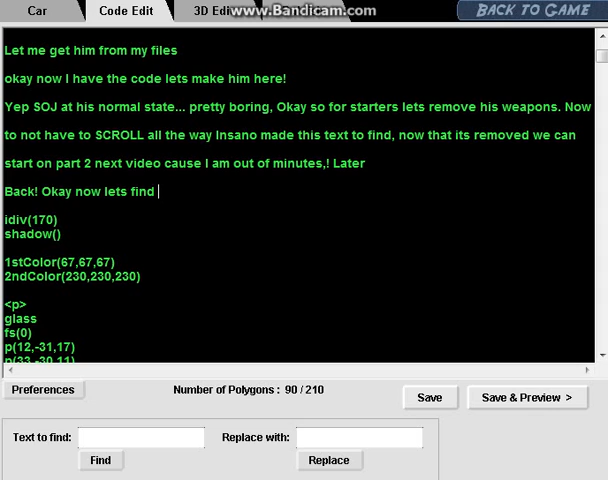 Car
Code Edit
3D Edi
www.Bandicam.com
BACK TO GAME
Let me get him from my files
okay now I have the code lets make him here!
Yep SOJ at his normal state... pretty boring, Okay so for starters lets remove his weapons. Now
to not have to SCROLL all the way Insano made this text to find, now that its removed we can
start on part 2 next video cause I am out of minutes,! Later
Back! Okay now lets find
idiv(170)
shadow()
1stColor(67,67,67)
2ndColor(230,230,230)
<p>
glass
fs(0)
p(12,-31,17)
p(33,-30,11)
Preferences
Number of Polygons : 90 / 210
Save
Save & Preview >
Text to find:
Replace with:
Find
Replace